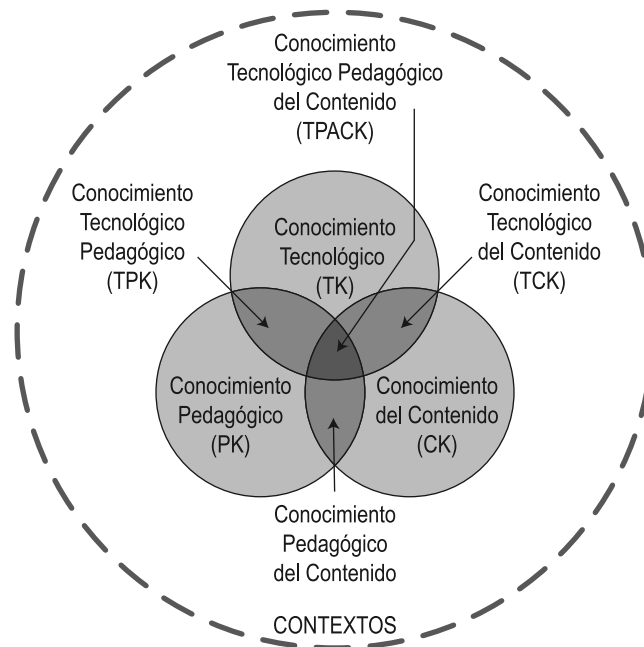 Conocimiento
Tecnológico Pedagógico
del Contenido
(TPACK)
Conocimiento
Tecnológico
Pedagógico
(TPK)
Conocimiento
Tecnológico
(TK)
Conocimiento
Tecnológico
del Contenido
(TCK)
Conocimiento
Pedagógico
(PK)
Conocimiento
del Contenido
(CK)
Conocimiento
Pedagógico
del Contenido
CONTEXTOS